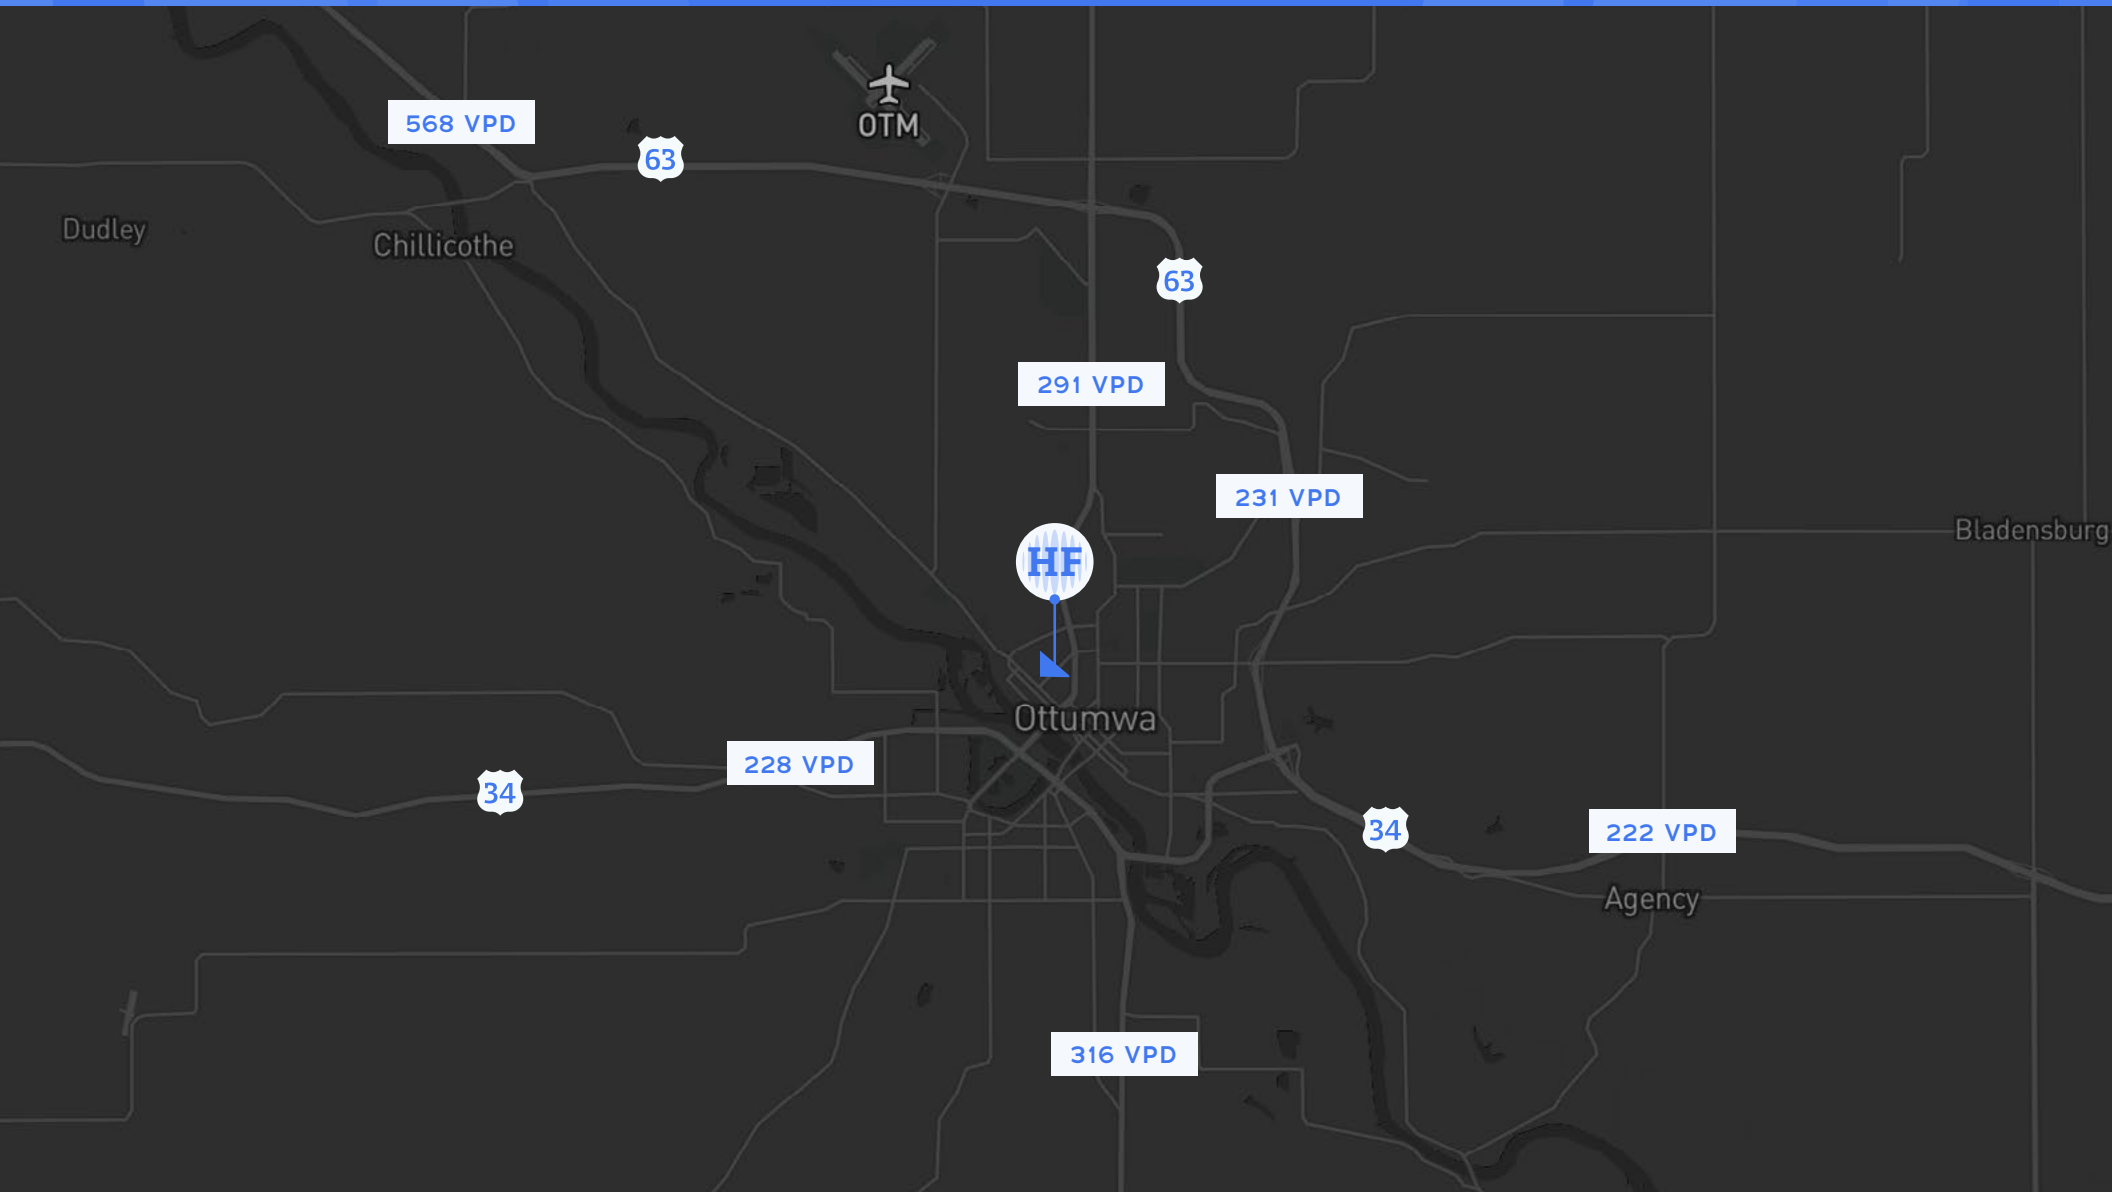 OTM
568 VPD
63
Dudley
Chillicothe
63
291 VPD
231 VPD
Bladensburg
HF
Ottumwa
228 VPD
34
34
222 VPD
Agency
316 VPD